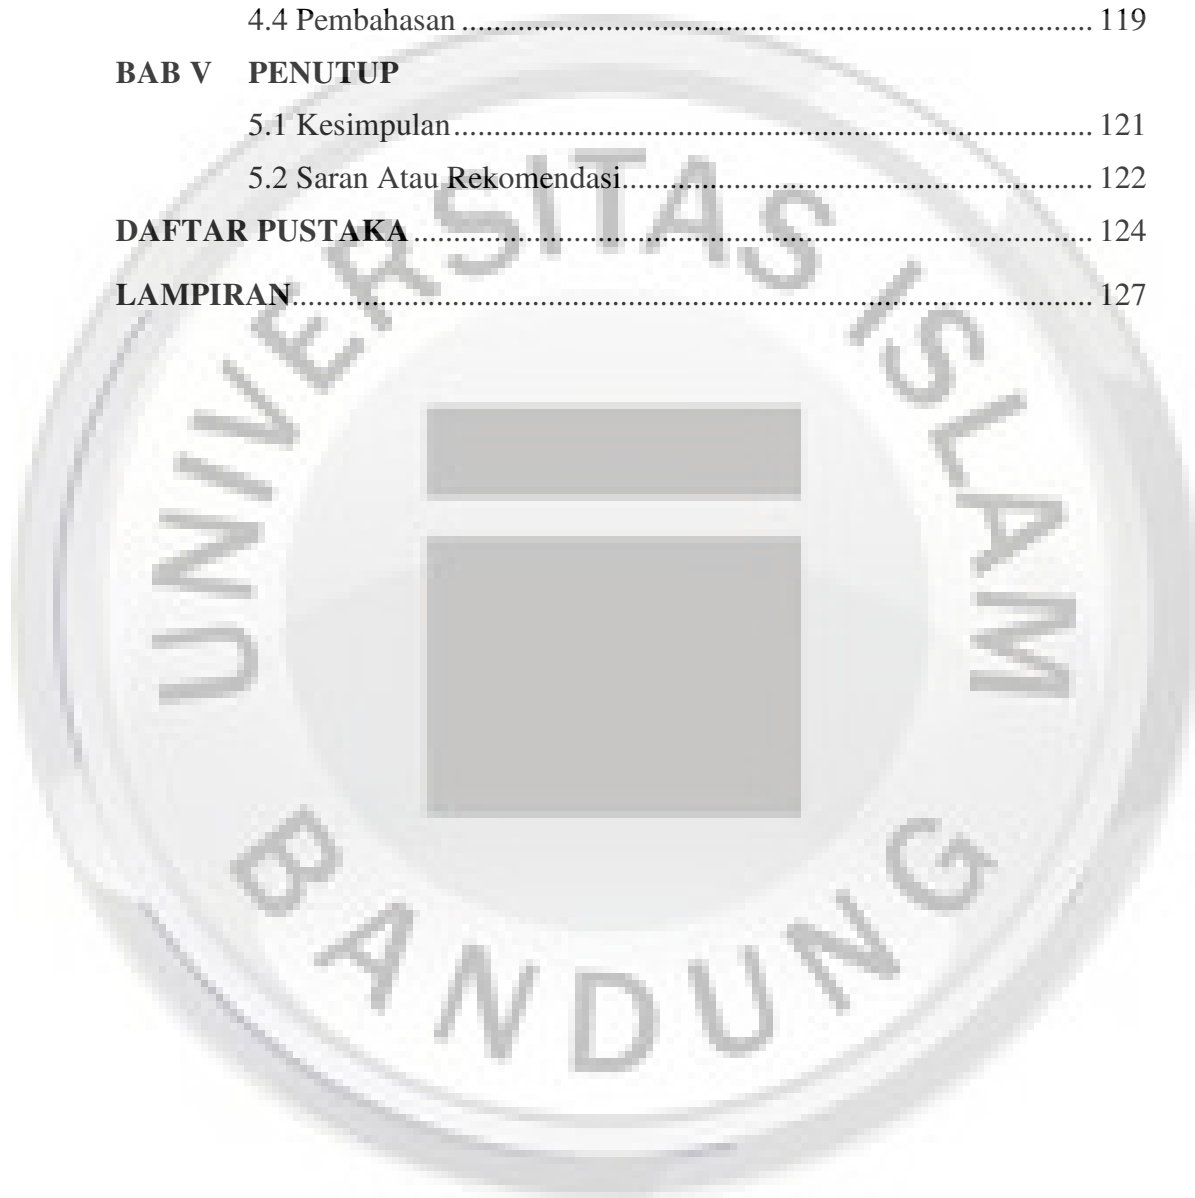 4.4 Pembahasan ............................................................................. 119
BAB V PENUTUP
5.1 Kesimpulan .............................................................................. 121
5.2 Saran Atau Rekomendasi.......................................................... 122
DAFTAR PUSTAKA ................................................................................... 124
LAMPIRAN.................................................................................................. 127
UNIVERSITAS ISLAM
BANDUNG